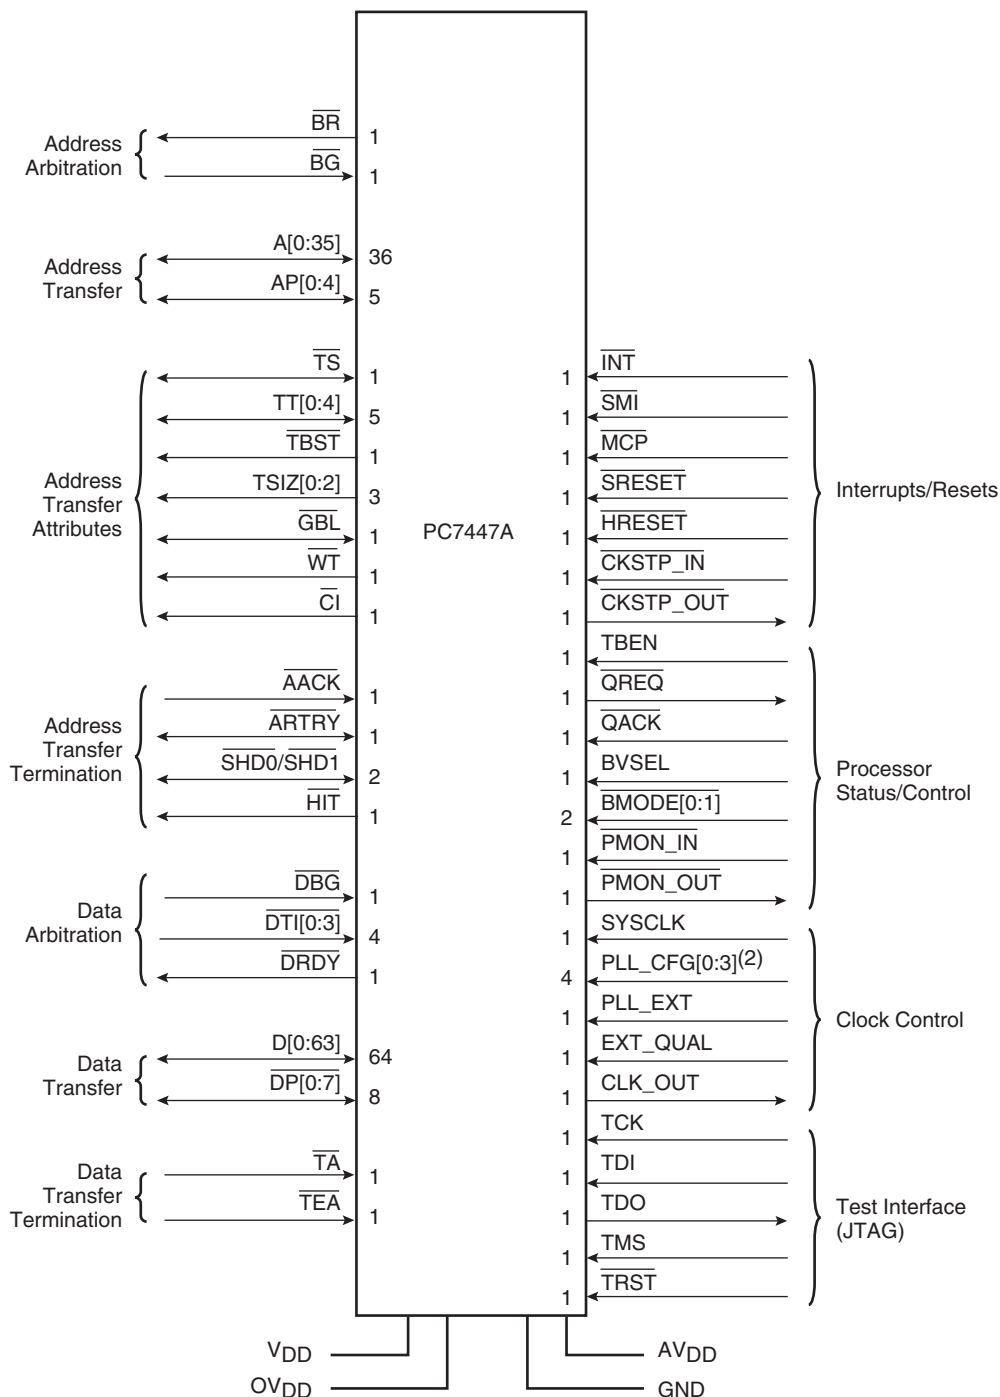 Address
Arbitration
BR
1
BG
1
Address
Transfer
A[0:35]
36
AP[0:4]
5
Address
Transfer
Attributes
TS
1
TT[0:4]
5
TBST
1
TSIZ[0:2]
3
GBL
1
WT
1
CI
1
Address
Transfer
Termination
AACK
1
ARTRY
1
SHD0/SHD1
2
HIT
1
Data
Arbitration
DBG
1
DTI[0:3]
4
DRDY
1
Data
Transfer
D[0:63]
64
DP[0:7]
8
Data
Transfer
Termination
TA
1
TEA
1
PC7447A
1 INT
1 SMI
1 MCP
1 SRESET
1 HRESET
1 CKSTP_IN
1 CKSTP_OUT
Interrupts/Resets
1 TBEN
1 QREQ
1 QACK
1 BVSEL
2 BMODE[0:1]
1 PMON_IN
1 PMON_OUT
Processor
Status/Control
1 SYSCLK
4 PLL_CFG[0:3](2)
1 PLL_EXT
1 EXT_QUAL
1 CLK_OUT
Clock Control
1 TCK
1 TDI
1 TDO
1 TMS
1 TRST
Test Interface
(JTAG)
VDD
OVDD
AVDD
GND